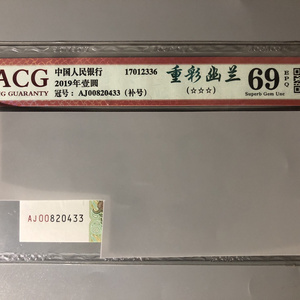 ACG
NG GUARANTY
中国人民银行 17012336
2019年壹圆
冠号：AJ00820433（补号）
重彩幽兰
(☆☆☆)
69
EPQ
Superb Gem Unc
AJ00820433